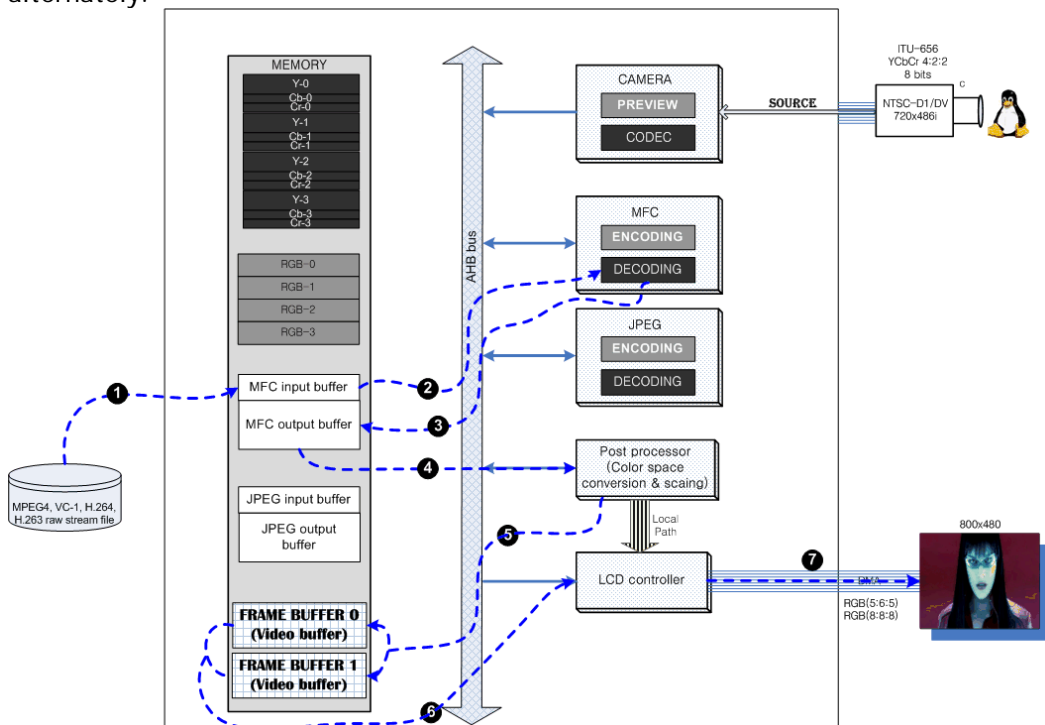 alternately.
MEMORY
Y-0
Cb-0
Cr-0
Y-1
Cb-1
Cr-1
Y-2
Cb-2
Cr-2
Y-3
Cb-3
Cr-3
RGB-0
RGB-1
RGB-2
RGB-3
MFC input buffer
MFC output buffer
JPEG input buffer
JPEG output
buffer
FRAME BUFFER 0
(Video buffer)
FRAME BUFFER 1
(Video buffer)
MPEG4, VC-1, H.264,
H.263 raw stream file
1
2
3
4
5
6
7
AHB bus
CAMERA
PREVIEW
CODEC
MFC
ENCODING
DECODING
JPEG
ENCODING
DECODING
Post processor
(Color space
conversion & scaing)
Local
Path
LCD controller
SOURCE
ITU-656
YCbCr 4:2:2
8 bits
C
NTSC-D1/DV
720x486i
800x480
DMA
RGB(5:6:5)
RGB(8:8:8)